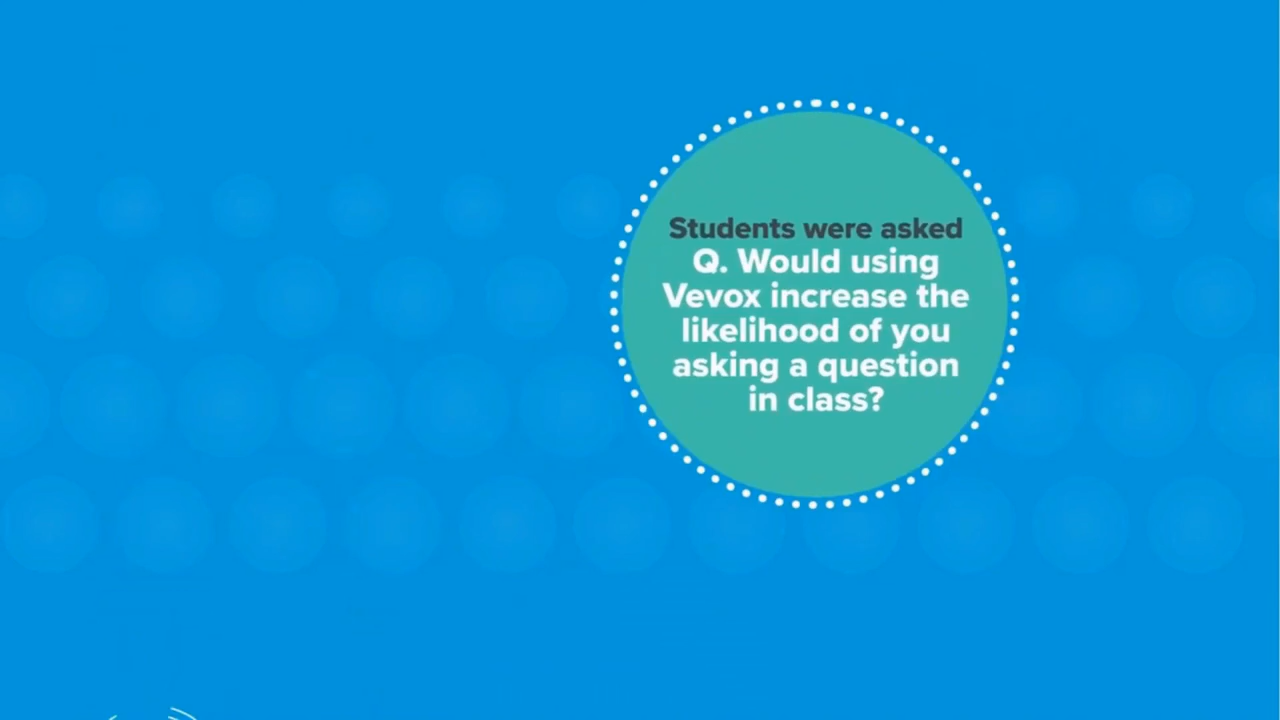 Students were asked
Q. Would using
Vevox increase the
likelihood of you
asking a question
in class?